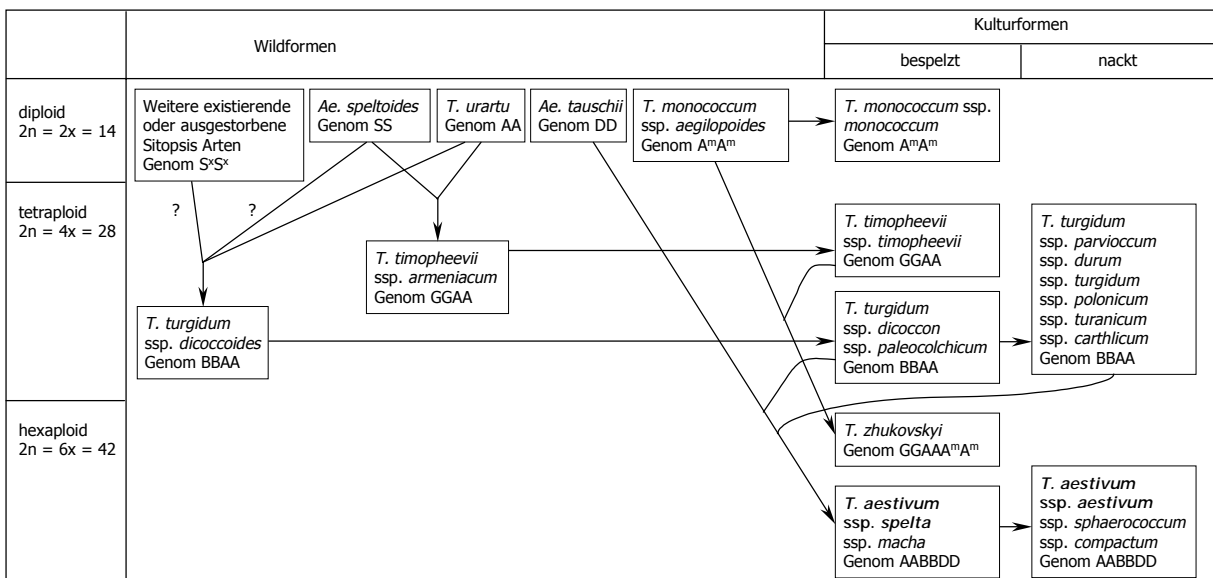 Wildformen
Kulturformen
bespelzt
nackt
diploid
2n = 2x = 14
Weitere existierende
oder ausgestorbene
Sitopsis Arten
Genom SˣSˣ
Ae. speltoides
Genom SS
T. urartu
Genom AA
Ae. tauschii
Genom DD
T. monococcum
ssp. aegilopoides
Genom AᵐAᵐ
T. monococcum ssp.
monococcum
Genom AᵐAᵐ
tetraploid
2n = 4x = 28
?
?
T. timopheevii
ssp. armeniacum
Genom GGAA
T. timopheevii
ssp. timopheevii
Genom GGAA
T. turgidum
ssp. parvioccum
ssp. durum
ssp. turgidum
ssp. polonicum
ssp. turanicum
ssp. carthlicum
Genom BBAA
T. turgidum
ssp. dicoccoides
Genom BBAA
T. turgidum
ssp. dicoccon
ssp. paleocolchicum
Genom BBAA
hexaploid
2n = 6x = 42
T. zhukovskyi
Genom GGAAAᵐAᵐ
T. aestivum
ssp. spelta
ssp. macha
Genom AABBDD
T. aestivum
ssp. aestivum
ssp. sphaerococcum
ssp. compactum
Genom AABBDD